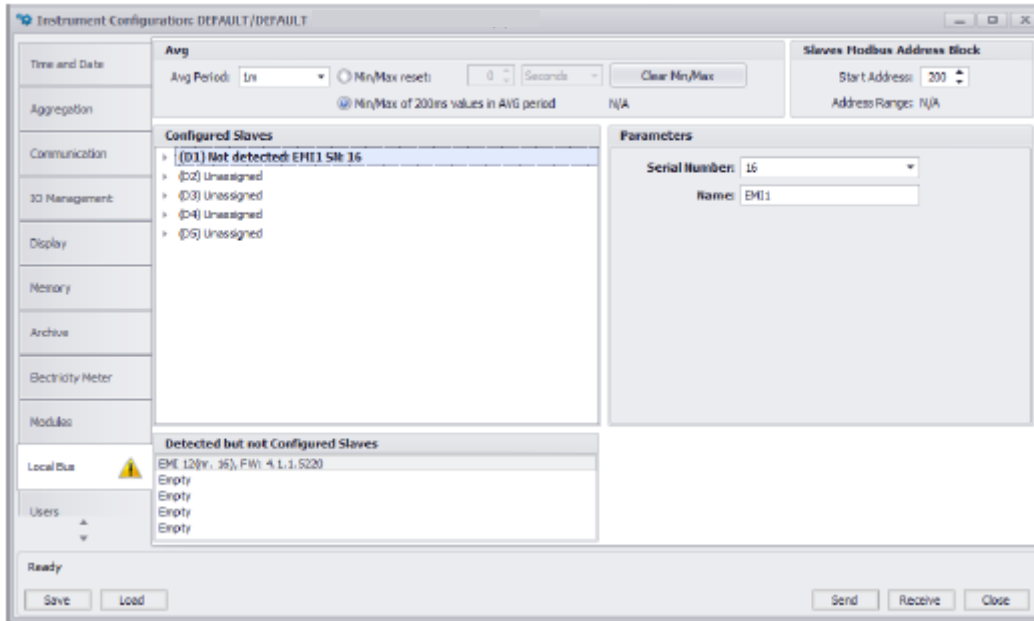 Instrument Configuration: DEFAULT/DEFAULT
Time and Date
Aggregation
Communication
IO Management
Display
Memory
Archive
Electricity Meter
Modules
Local Bus
Users
Avg
Avg Period: 1m
Min/Max reset: 0 Seconds
Clear Min/Max
Min/Max of 200ms values in AVG period N/A
Slaves Modbus Address Block
Start Address: 200
Address Range: N/A
Configured Slaves
(D1) Not detected: EMI1 SN: 16
(D2) Unassigned
(D3) Unassigned
(D4) Unassigned
(D5) Unassigned
Parameters
Serial Number: 16
Name: EMI1
Detected but not Configured Slaves
EMI 12(nr. 16), FW: 4.1.1.5220
Empty
Empty
Empty
Empty
Ready
Save
Load
Send
Receive
Close